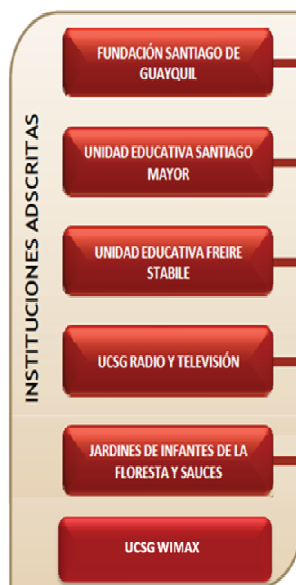 INSTITUCIONES ADSCRITAS
FUNDACIÓN SANTIAGO DE
GUAYQUIL
UNIDAD EDUCATIVA SANTIAGO
MAYOR
UNIDAD EDUCATIVA FREIRE
STABILE
UCSG RADIO Y TELEVISIÓN
JARDINES DE INFANTES DE LA
FLORESTA Y SAUCES
UCSG WIMAX